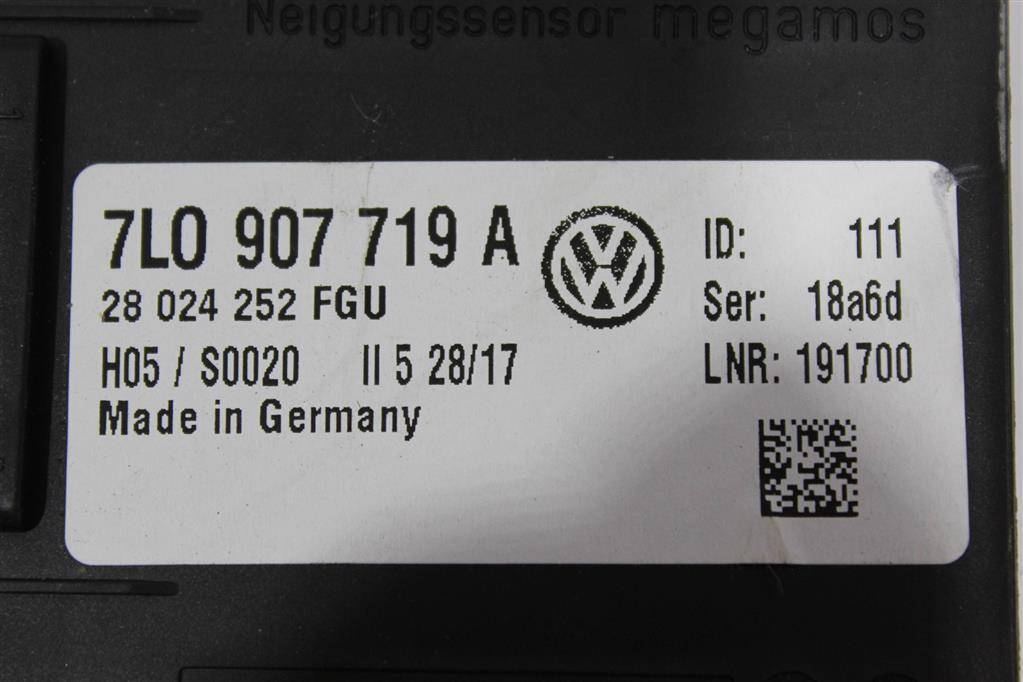 Neigungssensor megamos
7L0 907 719 A
28 024 252 FGU
H05 / S0020 II 5 28/17
Made in Germany
VW
ID: 111
Ser: 18a6d
LNR: 191700